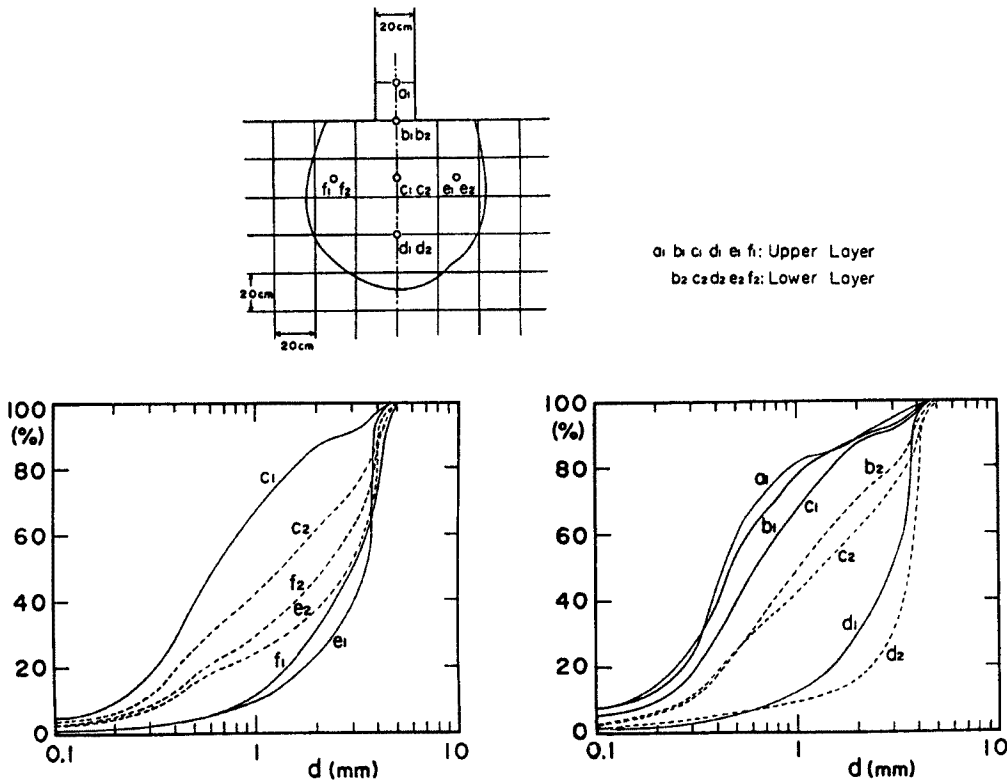 20cm
a1
b1 b2
f1 f2
c1 c2
e1 e2
d1 d2
20cm
20cm
a1 b1 c1 d1 e1 f1: Upper Layer
b2 c2 d2 e2 f2: Lower Layer
100
(%)
80
60
40
20
0
0.1
1
10
d (mm)
c1
c2
f2
e2
f1
e1
100
(%)
80
60
40
20
0
0.1
1
10
d (mm)
a1
b1
c1
b2
c2
d1
d2